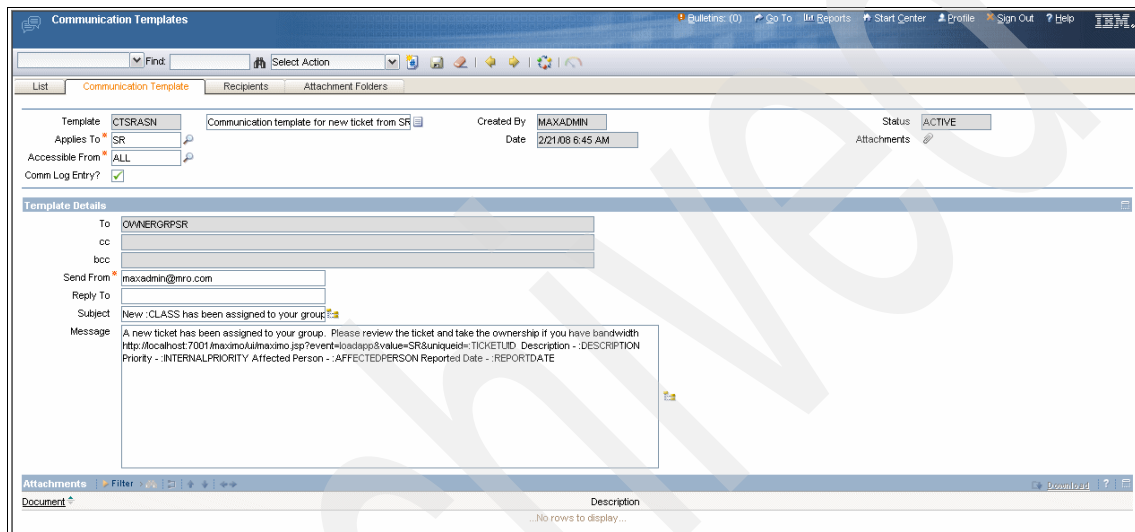 Communication Templates
Bulletins: (0) Go To Reports Start Center Profile Sign Out ? Help IBM
Find: Select Action
List Communication Template Recipients Attachment Folders
Template CTSRASN Communication template for new ticket from SR Created By MAXADMIN Status ACTIVE
Applies To * SR Date 2/21/08 6:45 AM Attachments
Accessible From * ALL
Comm Log Entry?
Template Details
To OWNERGRPSR
cc
bcc
Send From * maxadmin@mro.com
Reply To
Subject New :CLASS has been assigned to your group
Message A new ticket has been assigned to your group. Please review the ticket and take the ownership if you have bandwidth
http://localhost:7001/maximo/ui/maximo.jsp?event=loadapp&value=SR&uniqueid=:TICKETUID Description - :DESCRIPTION
Priority - :INTERNALPRIORITY Affected Person - :AFFECTEDPERSON Reported Date - :REPORTDATE
Attachments Filter Download ?
Document Description
...No rows to display...